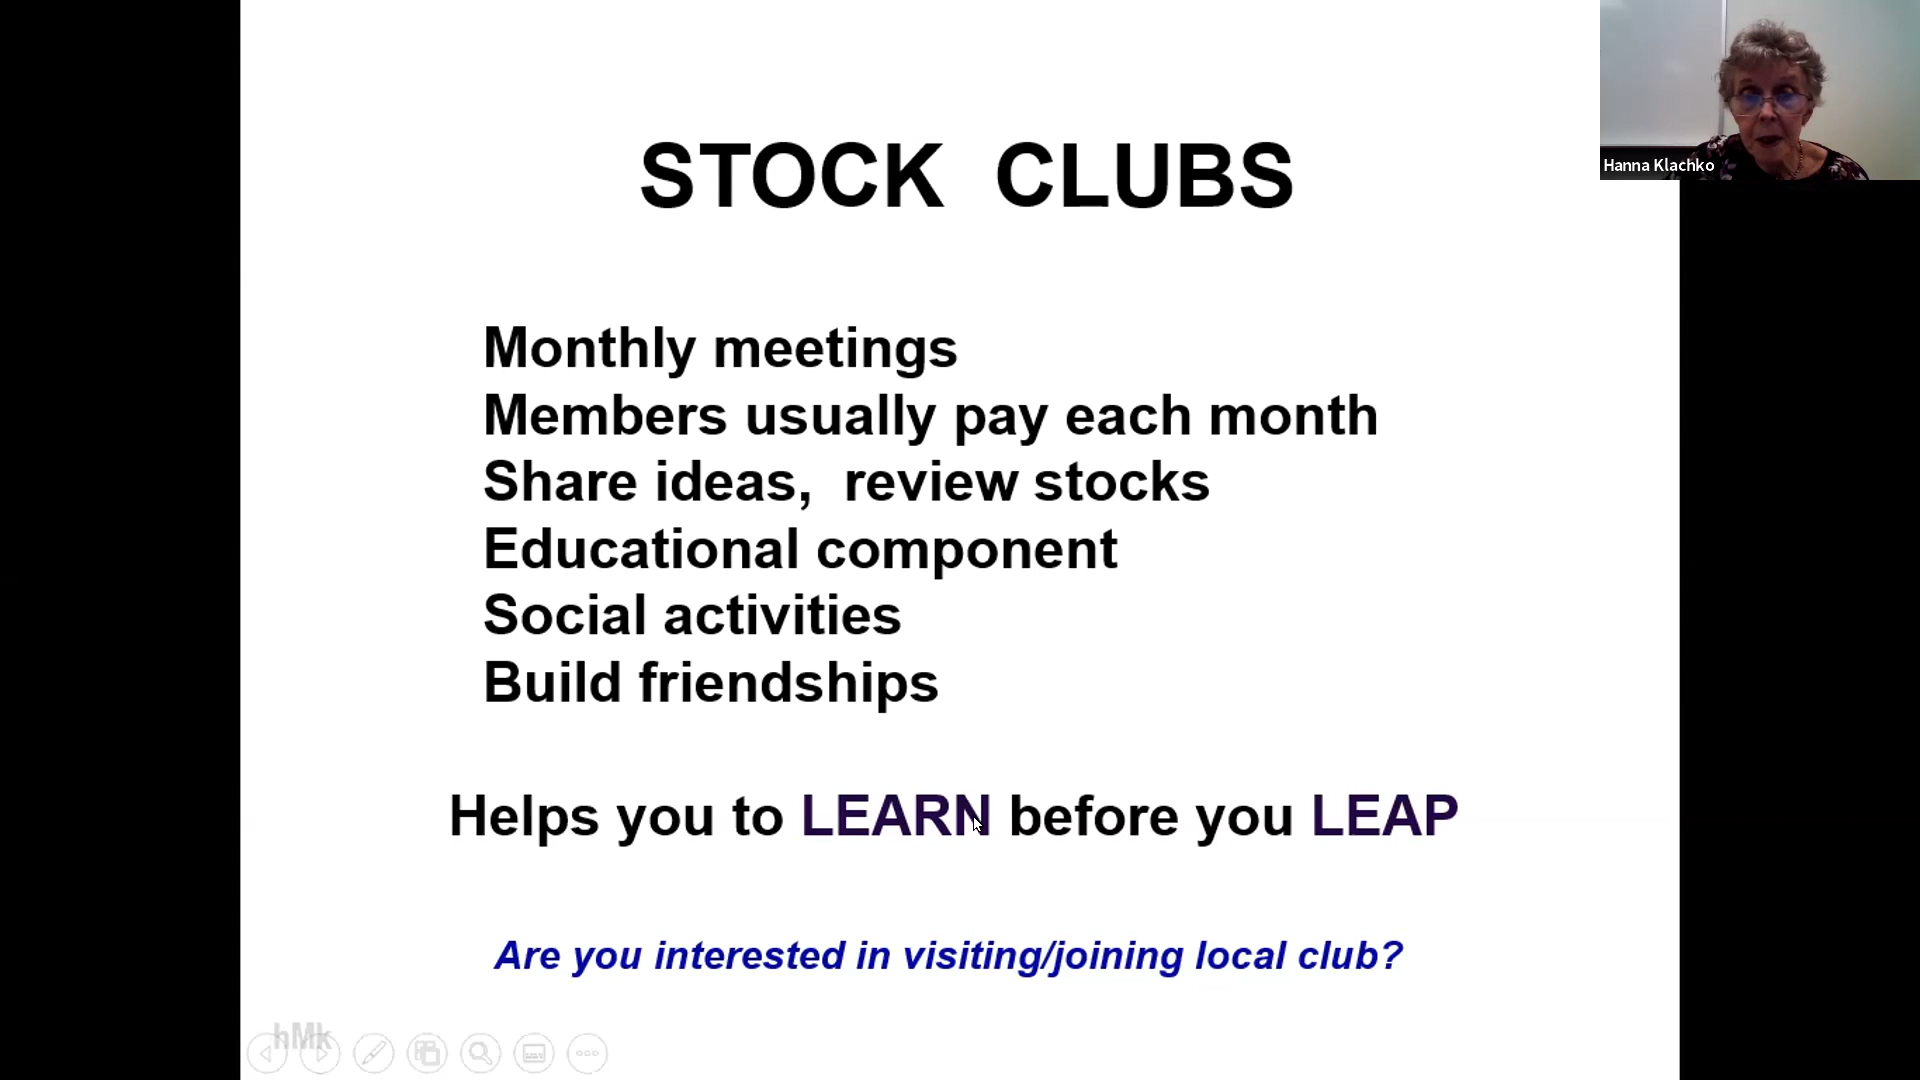 STOCK CLUBS
Hanna Klachko
Monthly meetings
Members usually pay each month
Share ideas, review stocks
Educational component
Social activities
Build friendships
Helps you to LEARN before you LEAP
Are you interested in visiting/joining local club?
hMk